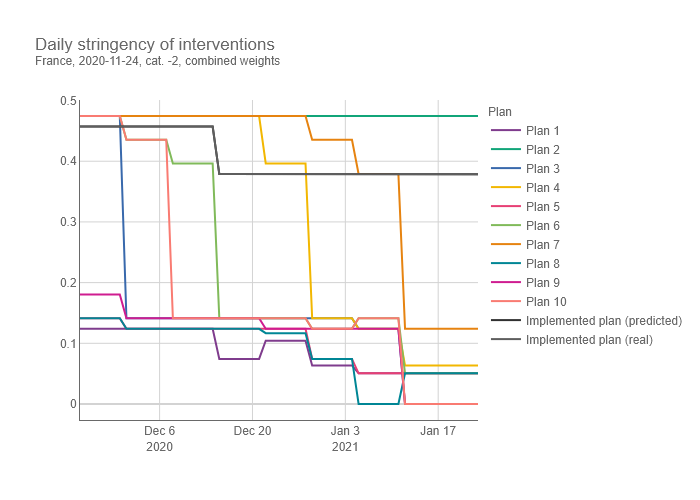 Daily stringency of interventions
France, 2020-11-24, cat. -2, combined weights
0.5
0.4
0.3
0.2
0.1
0
Dec 6
2020
Dec 20
Jan 3
2021
Jan 17
Plan
Plan 1
Plan 2
Plan 3
Plan 4
Plan 5
Plan 6
Plan 7
Plan 8
Plan 9
Plan 10
Implemented plan (predicted)
Implemented plan (real)